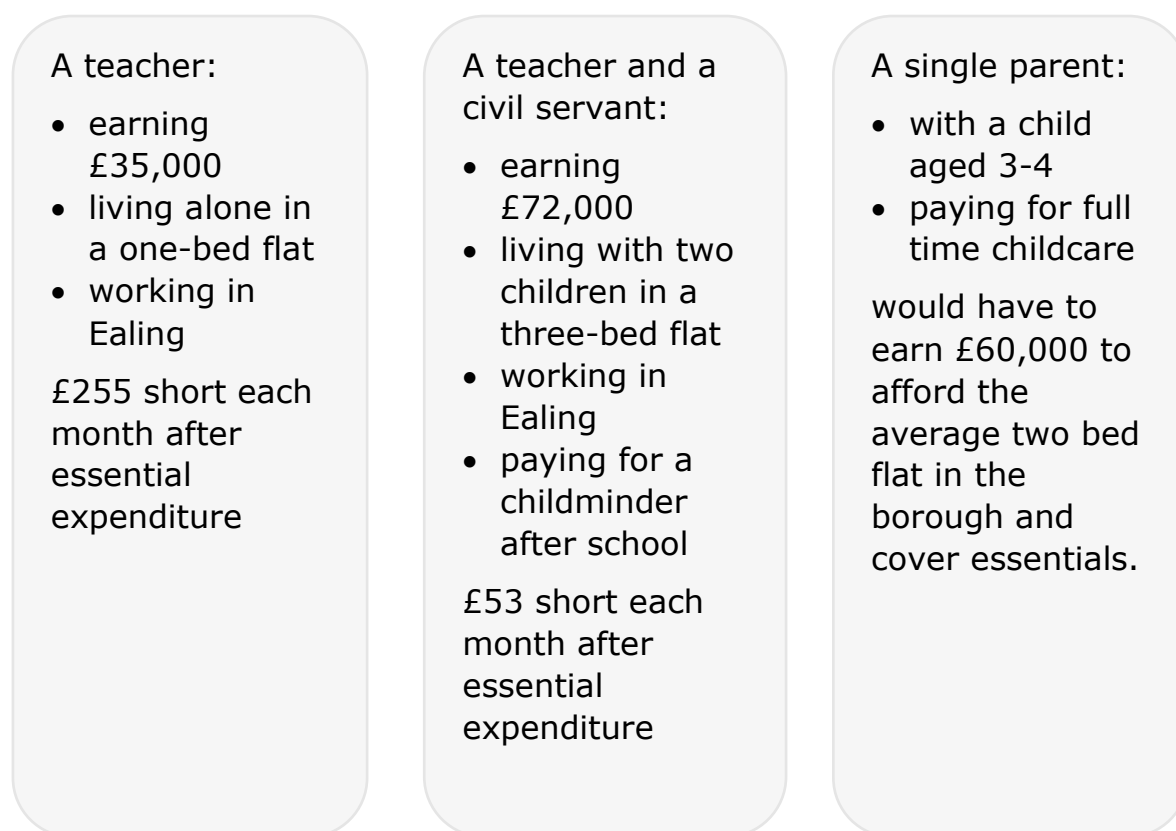 A teacher:
• earning
£35,000
• living alone in
a one-bed flat
• working in
Ealing
£255 short each
month after
essential
expenditure
A teacher and a
civil servant:
• earning
£72,000
• living with two
children in a
three-bed flat
• working in
Ealing
• paying for a
childminder
after school
£53 short each
month after
essential
expenditure
A single parent:
• with a child
aged 3-4
• paying for full
time childcare
would have to
earn £60,000 to
afford the
average two bed
flat in the
borough and
cover essentials.